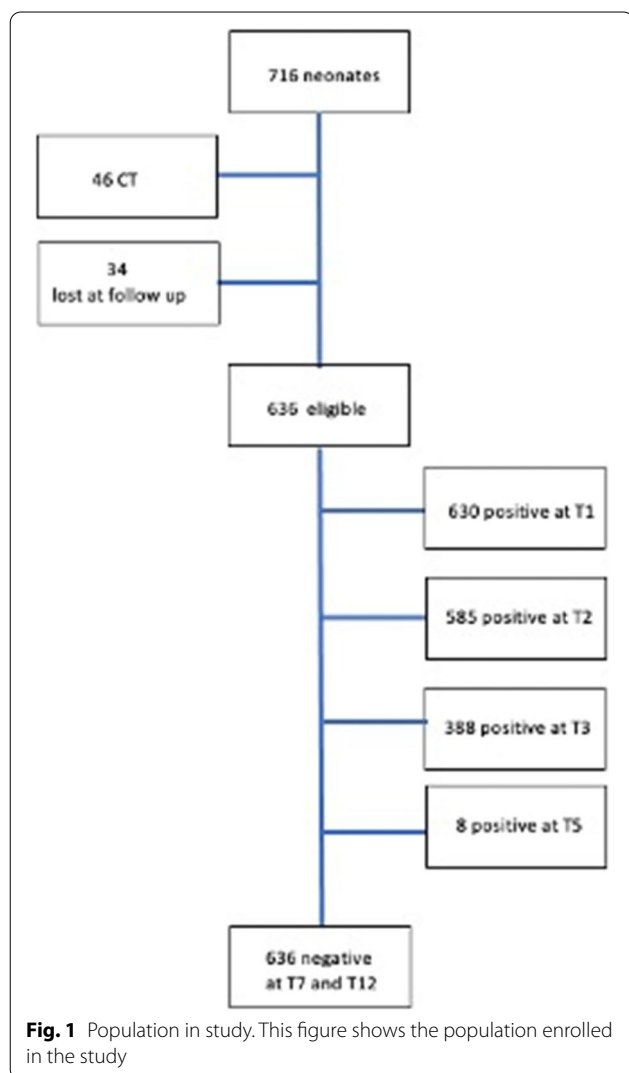 716 neonates
46 CT
34
lost at follow up
636 eligible
630 positive at T1
585 positive at T2
388 positive at T3
8 positive at T5
636 negative
at T7 and T12
Fig. 1 Population in study. This figure shows the population enrolled
in the study